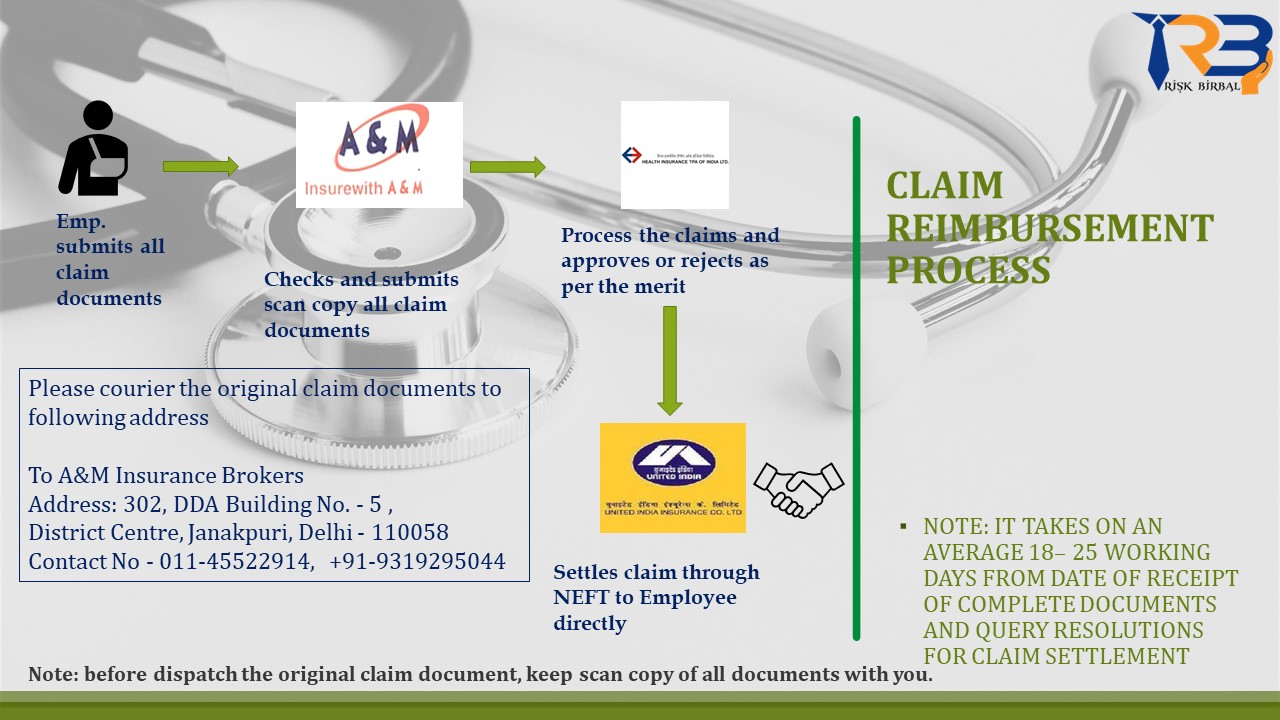 RİŞK BİRBAL
A & M
Insurewith A & M
HEALTH INSURANCE TPA OF INDIA LTD.
CLAIM
REIMBURSEMENT
PROCESS
Emp.
submits all
claim
documents
Checks and submits
scan copy all claim
documents
Process the claims and
approves or rejects as
per the merit
Please courier the original claim documents to
following address
To A&M Insurance Brokers
Address: 302, DDA Building No. - 5 ,
District Centre, Janakpuri, Delhi - 110058
Contact No - 011-45522914, +91-9319295044
युनाइटेड इंडिया
UNITED INDIA
युनाइटेड इंडिया इंश्योरेन्स कं. लिमिटेड
UNITED INDIA INSURANCE CO. LTD.
Settles claim through
NEFT to Employee
directly
▪ NOTE: IT TAKES ON AN
AVERAGE 18– 25 WORKING
DAYS FROM DATE OF RECEIPT
OF COMPLETE DOCUMENTS
AND QUERY RESOLUTIONS
FOR CLAIM SETTLEMENT
Note: before dispatch the original claim document, keep scan copy of all documents with you.